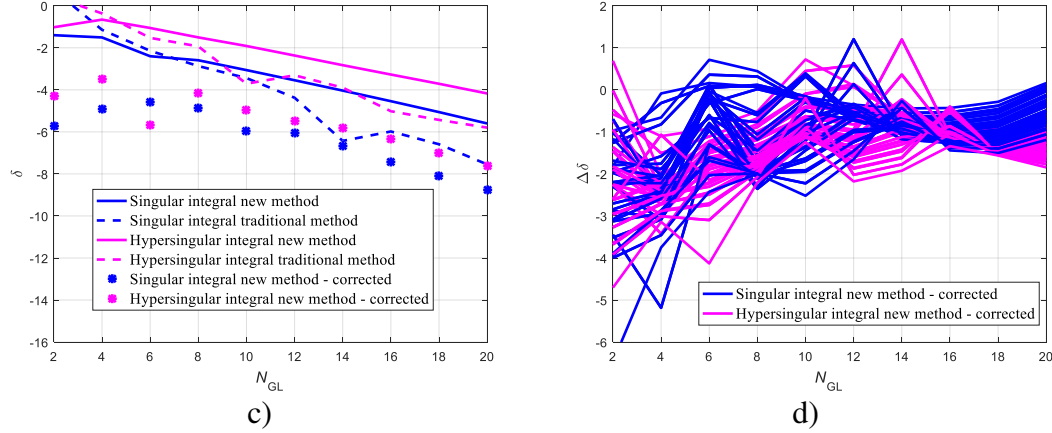 0
-2
-4
-6
-8
-10
-12
-14
-16
δ
Singular integral new method
Singular integral traditional method
Hypersingular integral new method
Hypersingular integral traditional method
Singular integral new method - corrected
Hypersingular integral new method - corrected
2 4 6 8 10 12 14 16 18 20
N_GL
c)
2
1
0
-1
-2
-3
-4
-5
-6
Δδ
Singular integral new method - corrected
Hypersingular integral new method - corrected
2 4 6 8 10 12 14 16 18 20
N_GL
d)